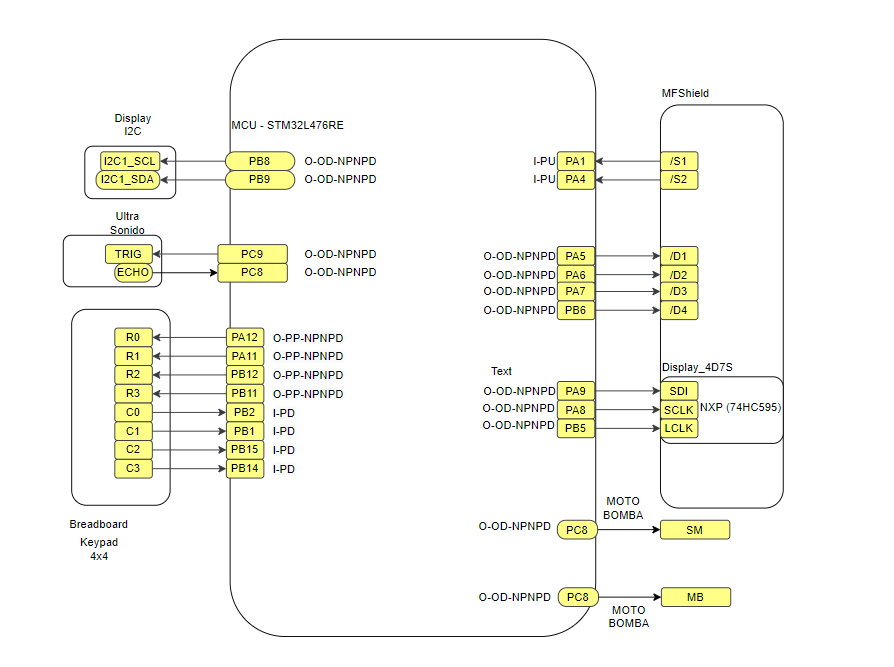 MFShield
Display
I2C
MCU - STM32L476RE
I2C1_SCL PB8 O-OD-NPNPD I-PU PA1 /S1
I2C1_SDA PB9 O-OD-NPNPD I-PU PA4 /S2
Ultra
Sonido
TRIG PC9 O-OD-NPNPD O-OD-NPNPD PA5 /D1
ECHO PC8 O-OD-NPNPD O-OD-NPNPD PA6 /D2
O-OD-NPNPD PA7 /D3
O-OD-NPNPD PB6 /D4
R0 PA12 O-PP-NPNPD
R1 PA11 O-PP-NPNPD
R2 PB12 O-PP-NPNPD
R3 PB11 O-PP-NPNPD
C0 PB2 I-PD
C1 PB1 I-PD
C2 PB15 I-PD
C3 PB14 I-PD
Text Display_4D7S
O-OD-NPNPD PA9 SDI
O-OD-NPNPD PA8 SCLK NXP (74HC595)
O-OD-NPNPD PB5 LCLK
Breadboard
Keypad
4x4
MOTO
BOMBA
O-OD-NPNPD PC8 SM
O-OD-NPNPD PC8 MB
MOTO
BOMBA